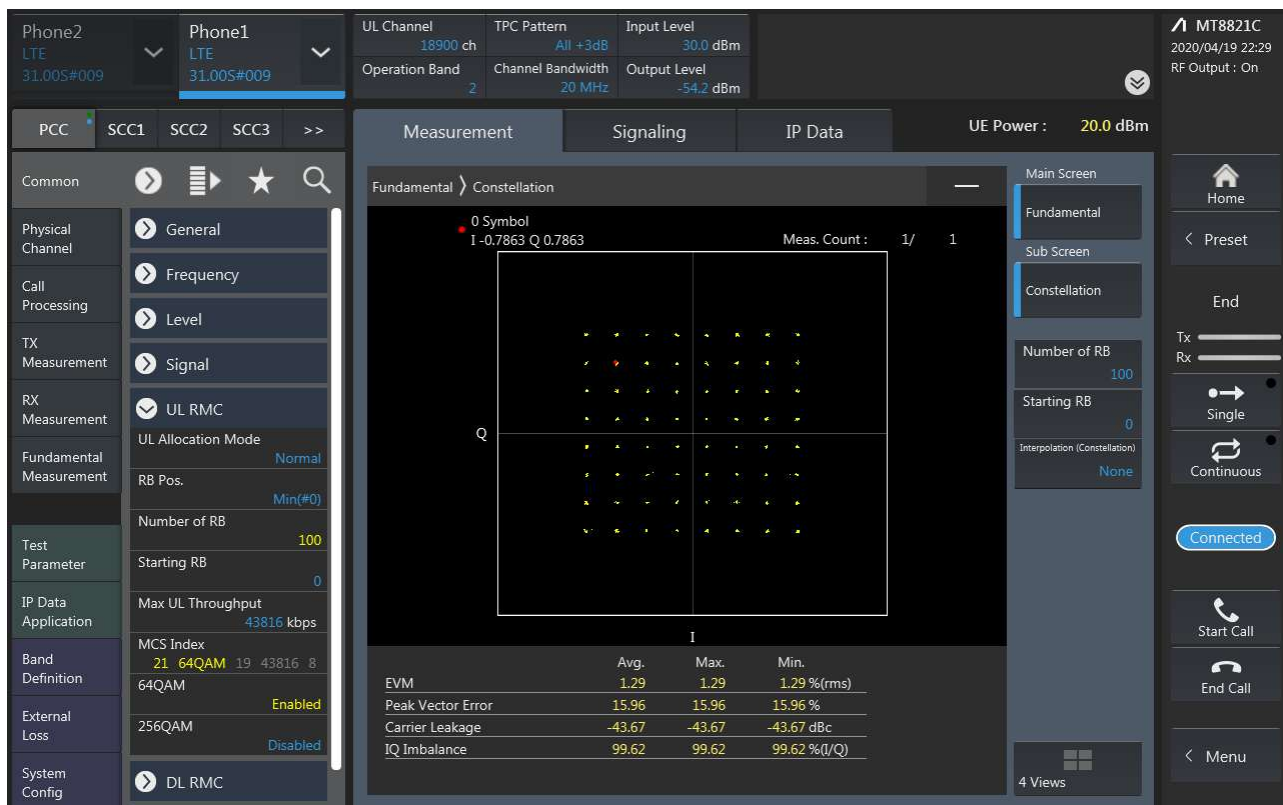 Phone2
LTE
31.00S#009
Phone1
LTE
31.00S#009
UL Channel
18900 ch
TPC Pattern
All +3dB
Input Level
30.0 dBm
Operation Band
2
Channel Bandwidth
20 MHz
Output Level
-54.2 dBm
MT8821C
2020/04/19 22:29
RF Output : On
PCC
SCC1
SCC2
SCC3
>>
Measurement
Signaling
IP Data
UE Power : 20.0 dBm
Common
Physical
Channel
Call
Processing
TX
Measurement
RX
Measurement
Fundamental
Measurement
Test
Parameter
IP Data
Application
Band
Definition
External
Loss
System
Config
General
Frequency
Level
Signal
UL RMC
UL Allocation Mode
Normal
RB Pos.
Min(#0)
Number of RB
100
Starting RB
0
Max UL Throughput
43816 kbps
MCS Index
21 64QAM 19 43816 8
64QAM
Enabled
256QAM
Disabled
DL RMC
Fundamental 〉 Constellation
0 Symbol
I -0.7863 Q 0.7863
Meas. Count : 1/ 1
Q
I
Avg. Max. Min.
EVM 1.29 1.29 1.29 %(rms)
Peak Vector Error 15.96 15.96 15.96 %
Carrier Leakage -43.67 -43.67 -43.67 dBc
IQ Imbalance 99.62 99.62 99.62 %(I/Q)
Main Screen
Fundamental
Sub Screen
Constellation
Number of RB
100
Starting RB
0
Interpolation (Constellation)
None
4 Views
Home
< Preset
End
Tx
Rx
Single
Continuous
Connected
Start Call
End Call
< Menu